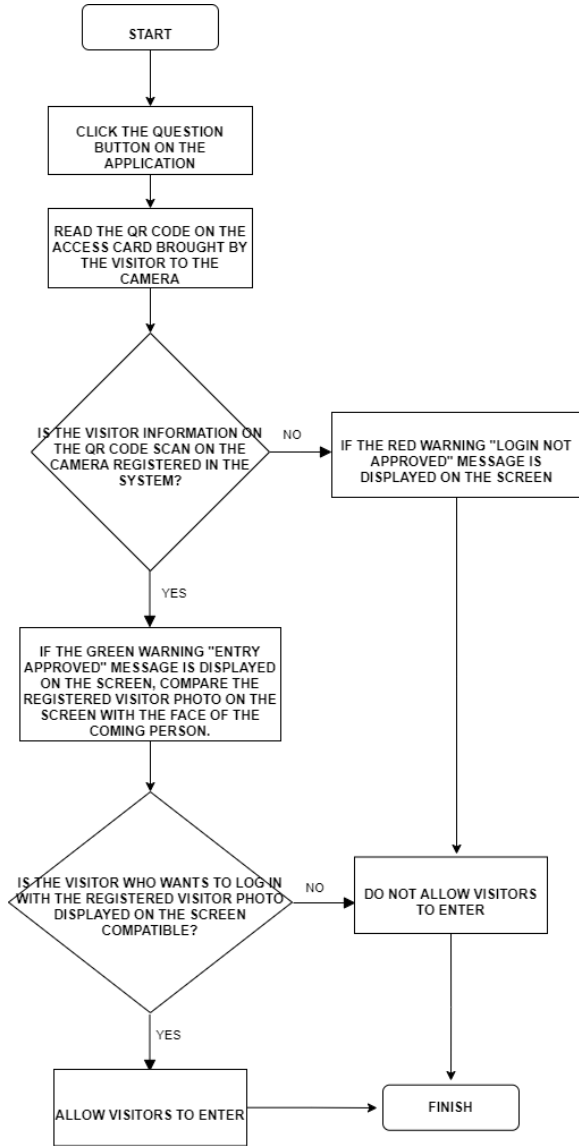 START
CLICK THE QUESTION
BUTTON ON THE
APPLICATION
READ THE QR CODE ON THE
ACCESS CARD BROUGHT BY
THE VISITOR TO THE
CAMERA
IS THE VISITOR INFORMATION ON
THE QR CODE SCAN ON THE
CAMERA REGISTERED IN THE
SYSTEM?
NO
IF THE RED WARNING "LOGIN NOT
APPROVED" MESSAGE IS
DISPLAYED ON THE SCREEN
YES
IF THE GREEN WARNING "ENTRY
APPROVED" MESSAGE IS DISPLAYED
ON THE SCREEN, COMPARE THE
REGISTERED VISITOR PHOTO ON THE
SCREEN WITH THE FACE OF THE
COMING PERSON.
IS THE VISITOR WHO WANTS TO LOG IN
WITH THE REGISTERED VISITOR PHOTO
DISPLAYED ON THE SCREEN
COMPATIBLE?
NO
DO NOT ALLOW VISITORS
TO ENTER
YES
ALLOW VISITORS TO ENTER
FINISH